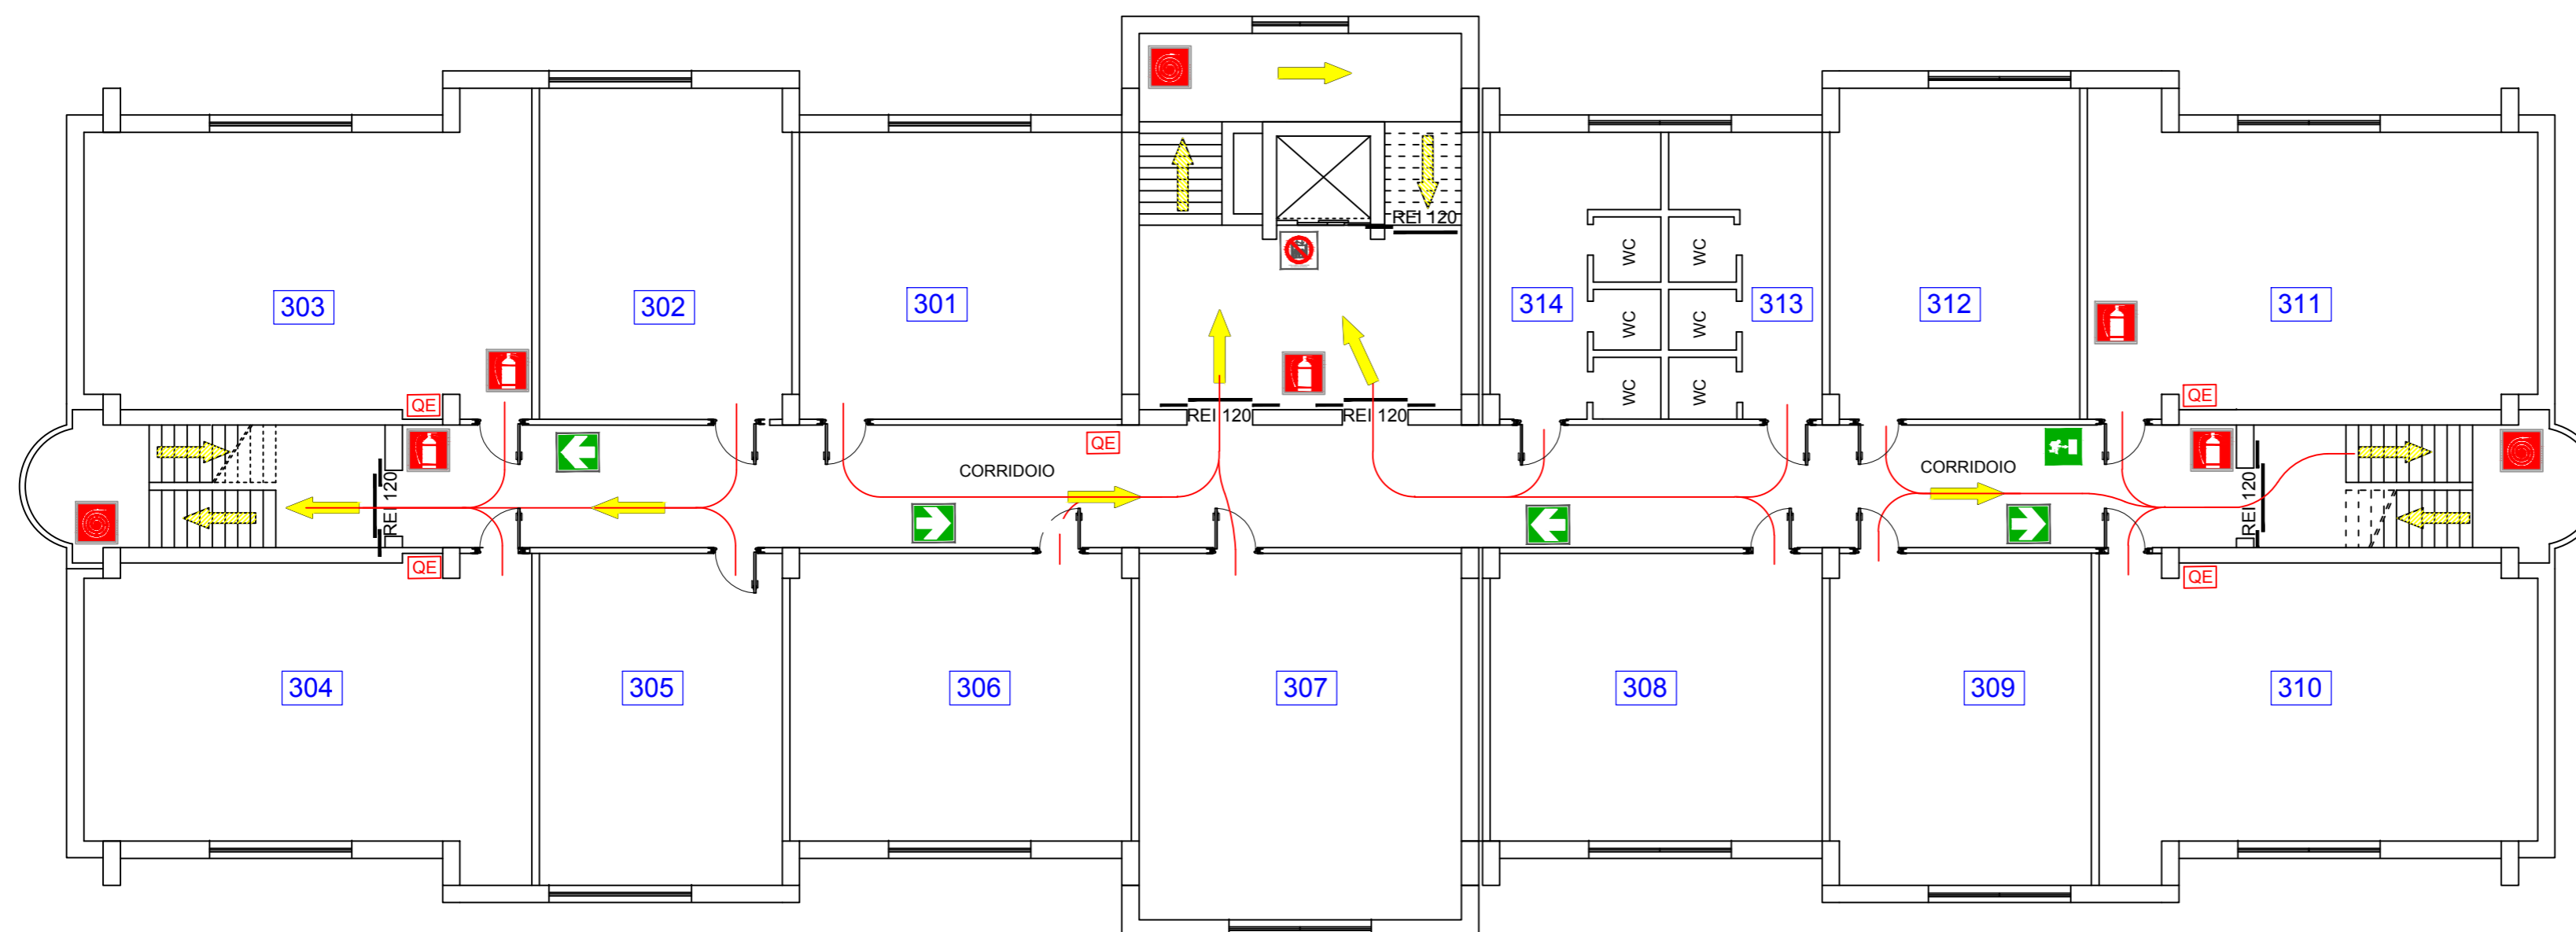 REI 120
303
302
301
314
WC
WC
313
312
311
WC
WC
WC
WC
QE
QE
REI 120
REI 120
QE
CORRIDOIO
CORRIDOIO
REI 120
REI 120
QE
QE
304
305
306
307
308
309
310